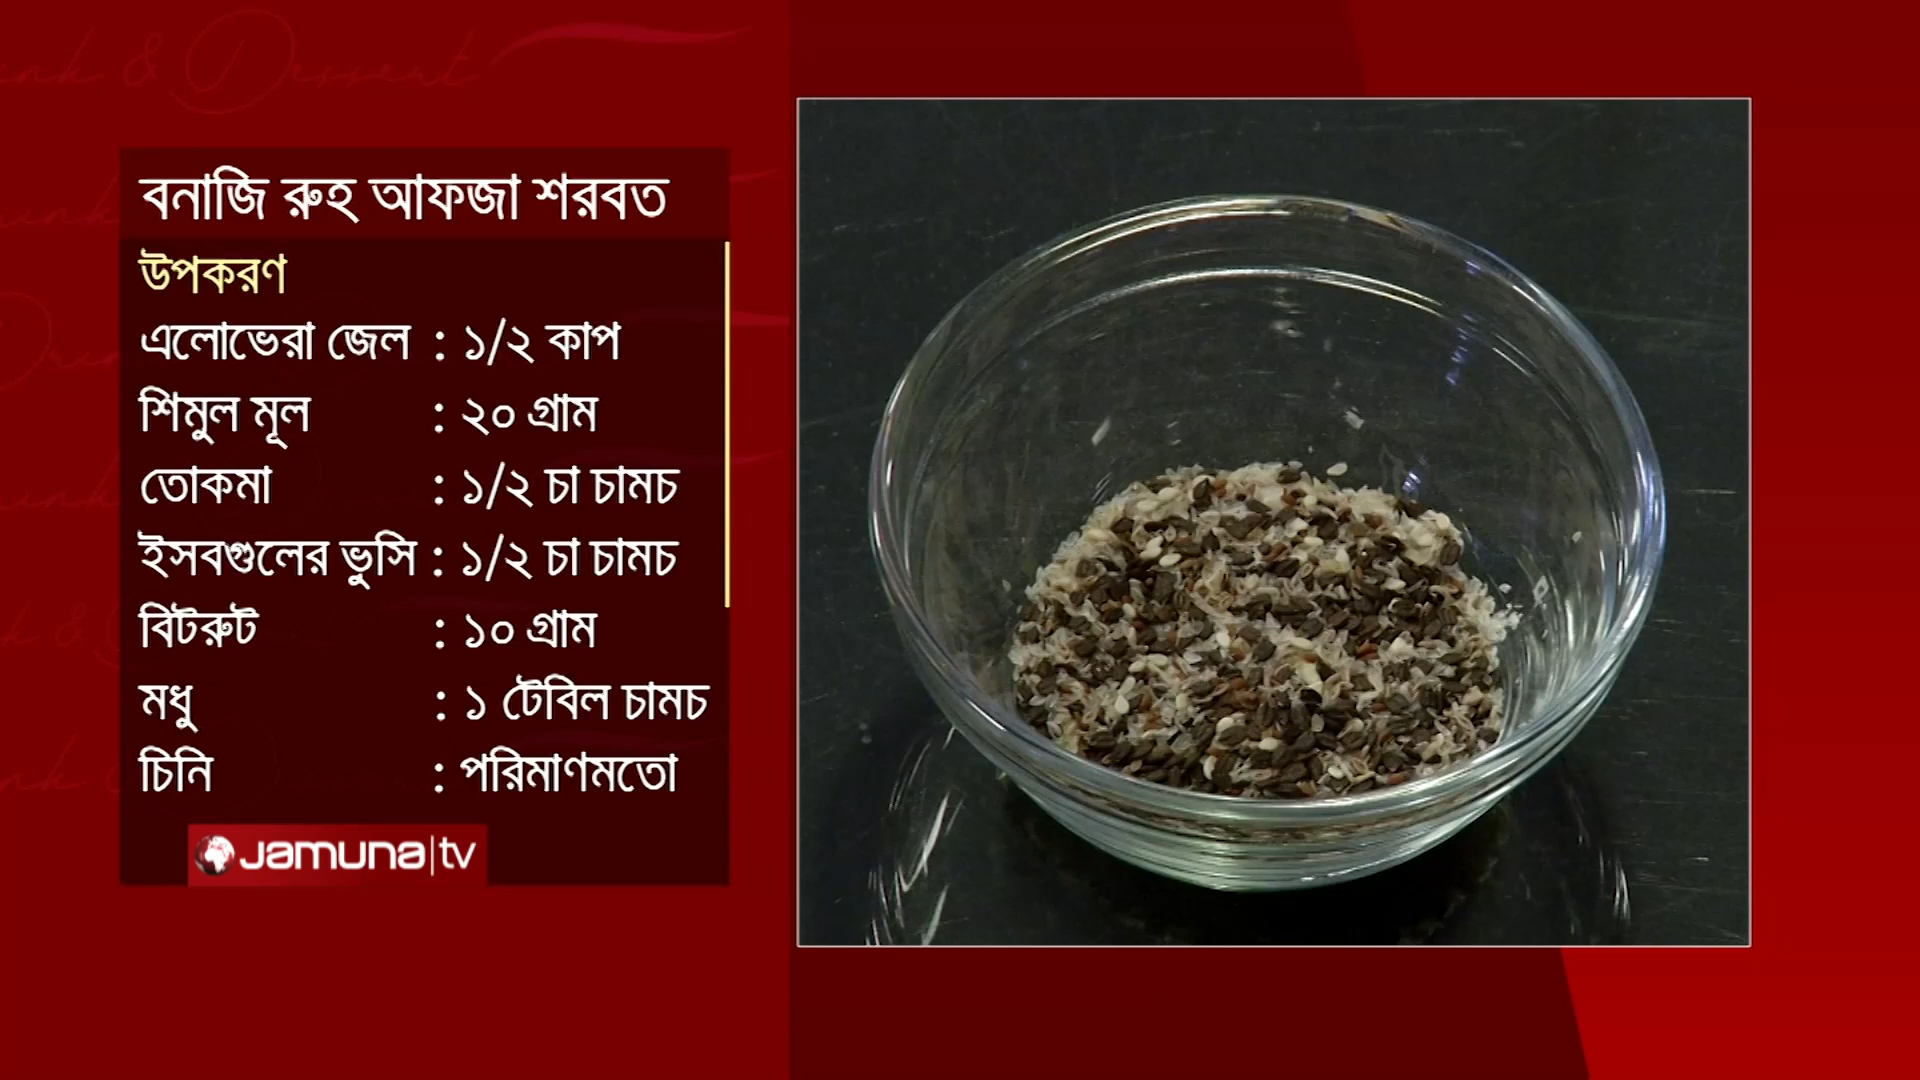 বনাজি রুহ আফজা শরবত
উপকরণ
এলোভেরা জেল : ১/২ কাপ
শিমুল মূল : ২০ গ্রাম
তোকমা : ১/২ চা চামচ
ইসবগুলের ভুসি : ১/২ চা চামচ
বিটরুট : ১০ গ্রাম
মধু : ১ টেবিল চামচ
চিনি : পরিমাণমতো
Jamuna|tv